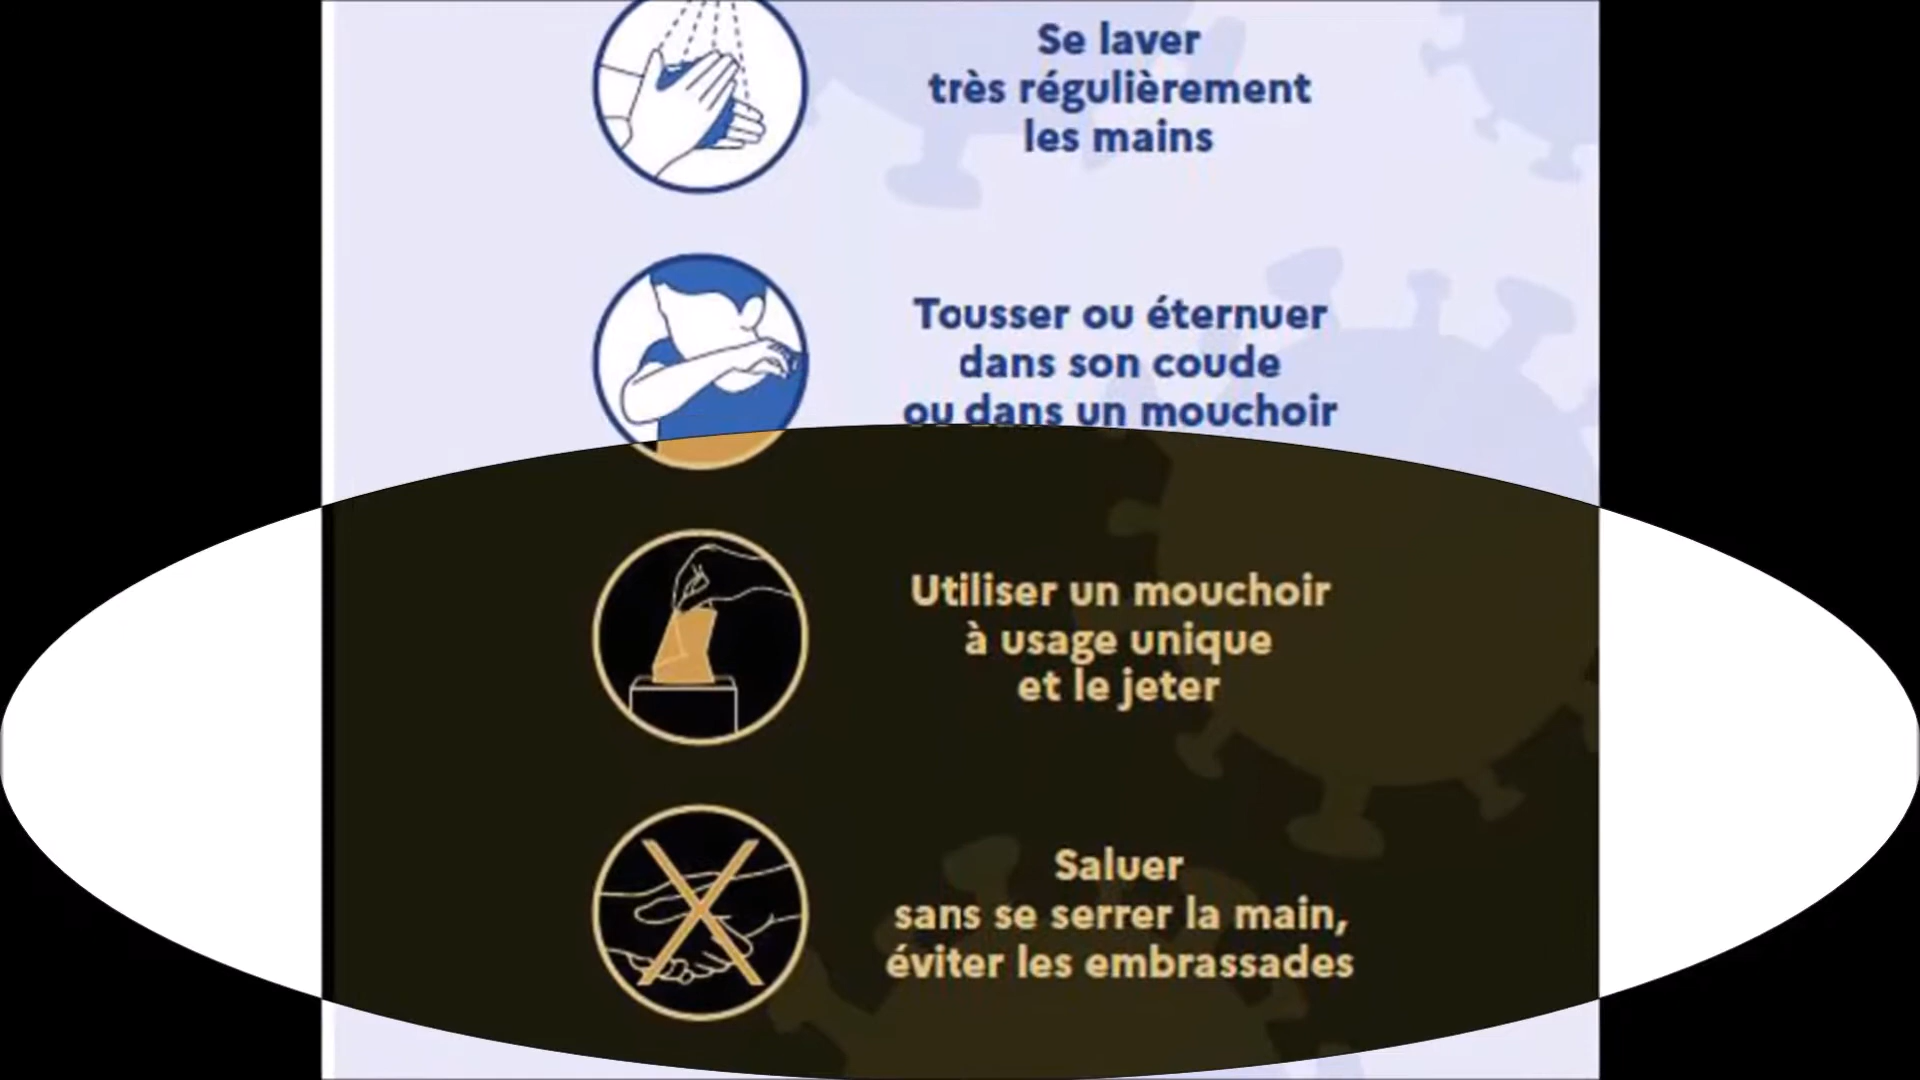 Se laver
très régulièrement
les mains
Tousser ou éternuer
dans son coude
ou dans un mouchoir
Utiliser un mouchoir
à usage unique
et le jeter
Saluer
sans se serrer la main,
éviter les embrassades